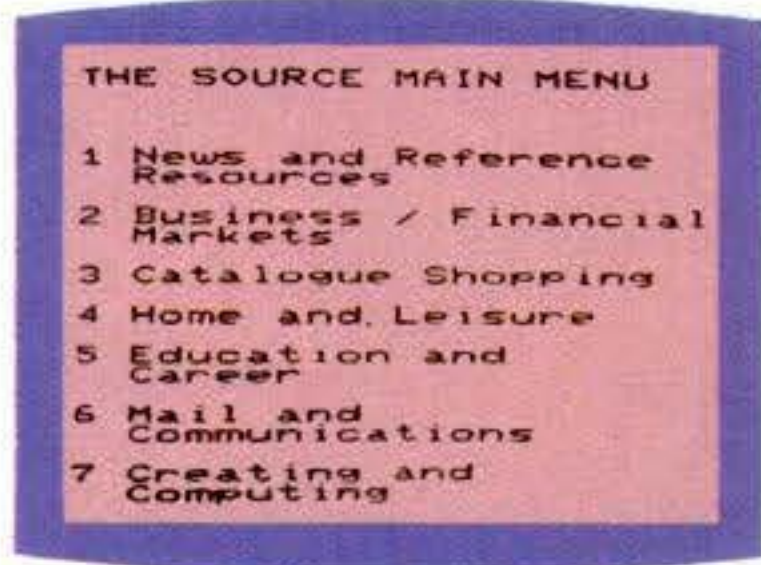 THE SOURCE MAIN MENU
1 News and Reference
Resources
2 Business / Financial
Markets
3 Catalogue Shopping
4 Home and Leisure
5 Education and
Career
6 Mail and
Communications
7 Creating and
Computing